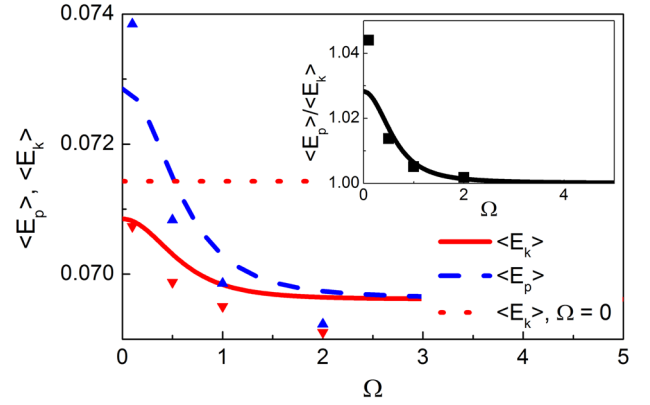 0.074
0.072
0.070
<E_p>, <E_k>
0 1 2 3 4 5
Ω
1.04
1.02
1.00
<E_p>/<E_k>
0 2 4
Ω
<E_k>
<E_p>
<E_k>, Ω = 0